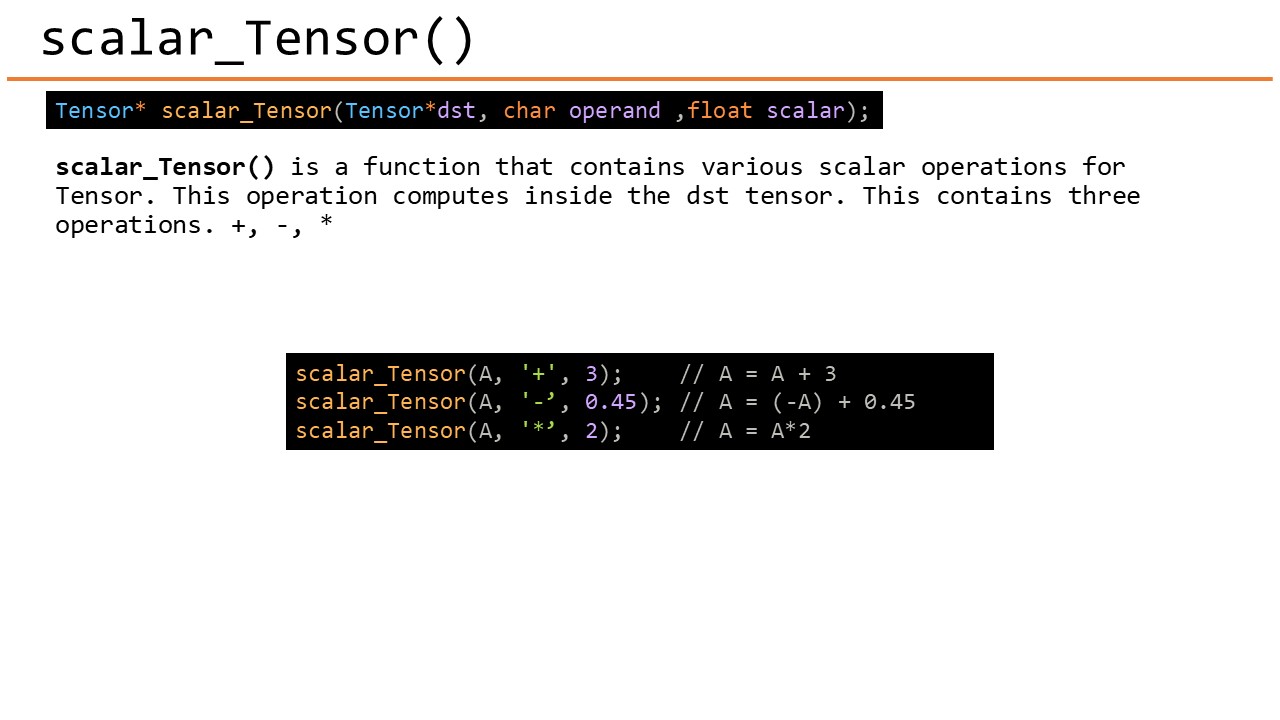 scalar_Tensor()
Tensor* scalar_Tensor(Tensor*dst, char operand ,float scalar);
scalar_Tensor() is a function that contains various scalar operations for
Tensor. This operation computes inside the dst tensor. This contains three
operations. +, -, *
scalar_Tensor(A, '+', 3);    // A = A + 3
scalar_Tensor(A, '-’, 0.45); // A = (-A) + 0.45
scalar_Tensor(A, '*’, 2);    // A = A*2